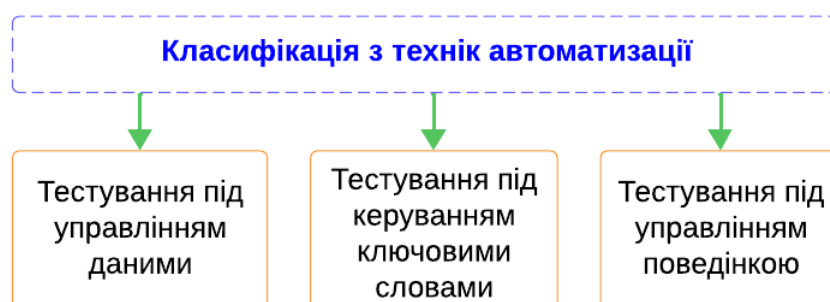 Класифікація з технік автоматизації
Тестування під
управлінням
даними
Тестування під
керуванням
ключовими
словами
Тестування під
управлінням
поведінкою